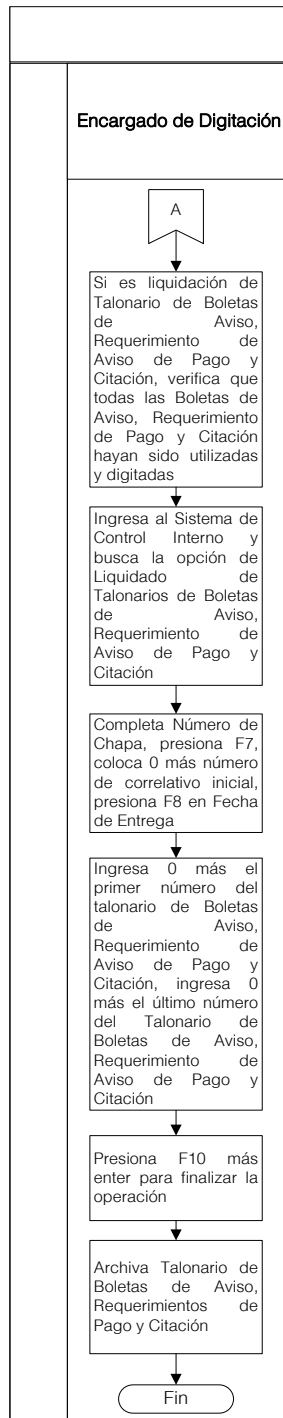 Encargado de Digitación
A
Si es liquidación de
Talonario de Boletas
de Aviso,
Requerimiento de
Aviso de Pago y
Citación, verifica que
todas las Boletas de
Aviso, Requerimiento
de Pago y Citación
hayan sido utilizadas
y digitadas
Ingresa al Sistema de
Control Interno y
busca la opción de
Liquidado de
Talonarios de Boletas
de Aviso,
Requerimiento de
Aviso de Pago y
Citación
Completa Número de
Chapa, presiona F7,
coloca 0 más número
de correlativo inicial,
presiona F8 en Fecha
de Entrega
Ingresa 0 más el
primer número del
talonario de Boletas
de Aviso,
Requerimiento de
Aviso de Pago y
Citación, ingresa 0
más el último número
del Talonario de
Boletas de Aviso,
Requerimiento de
Aviso de Pago y
Citación
Presiona F10 más
enter para finalizar la
operación
Archiva Talonario de
Boletas de Aviso,
Requerimientos de
Pago y Citación
Fin